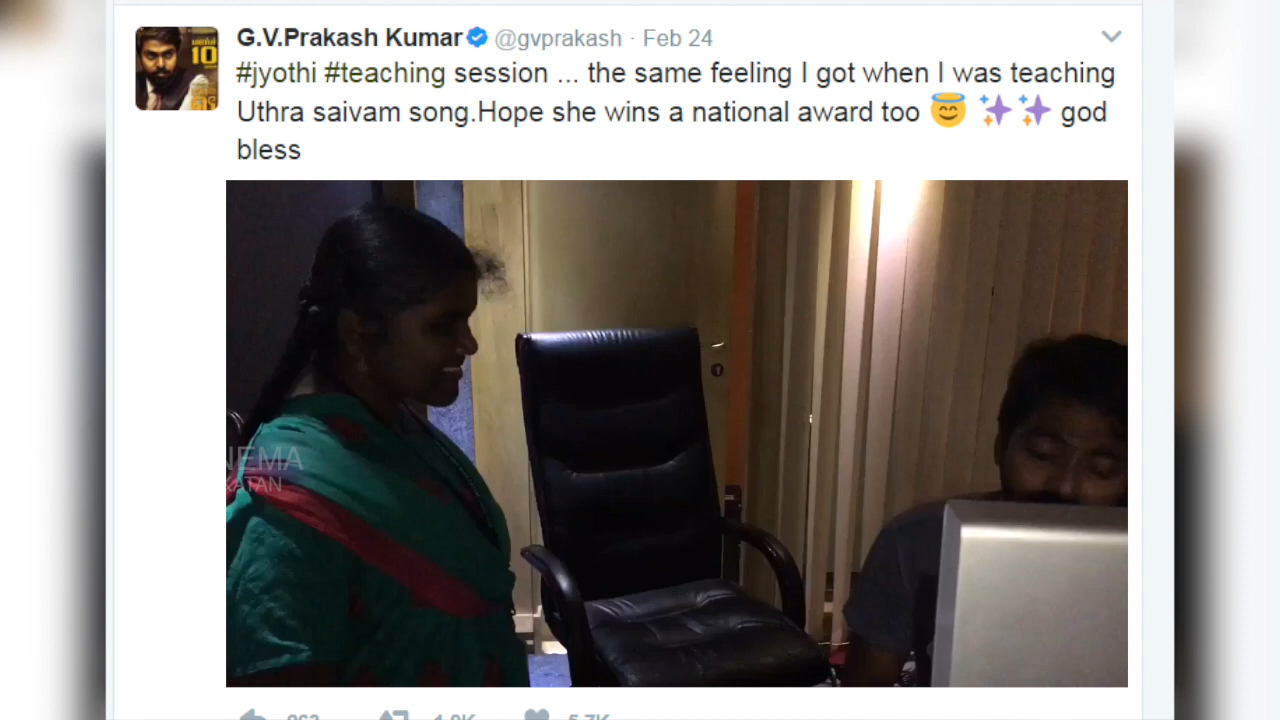 G.V.Prakash Kumar @gvprakash · Feb 24
#jyothi #teaching session ... the same feeling I got when I was teaching
Uthra saivam song.Hope she wins a national award too 😇 ✨✨ god
bless
10